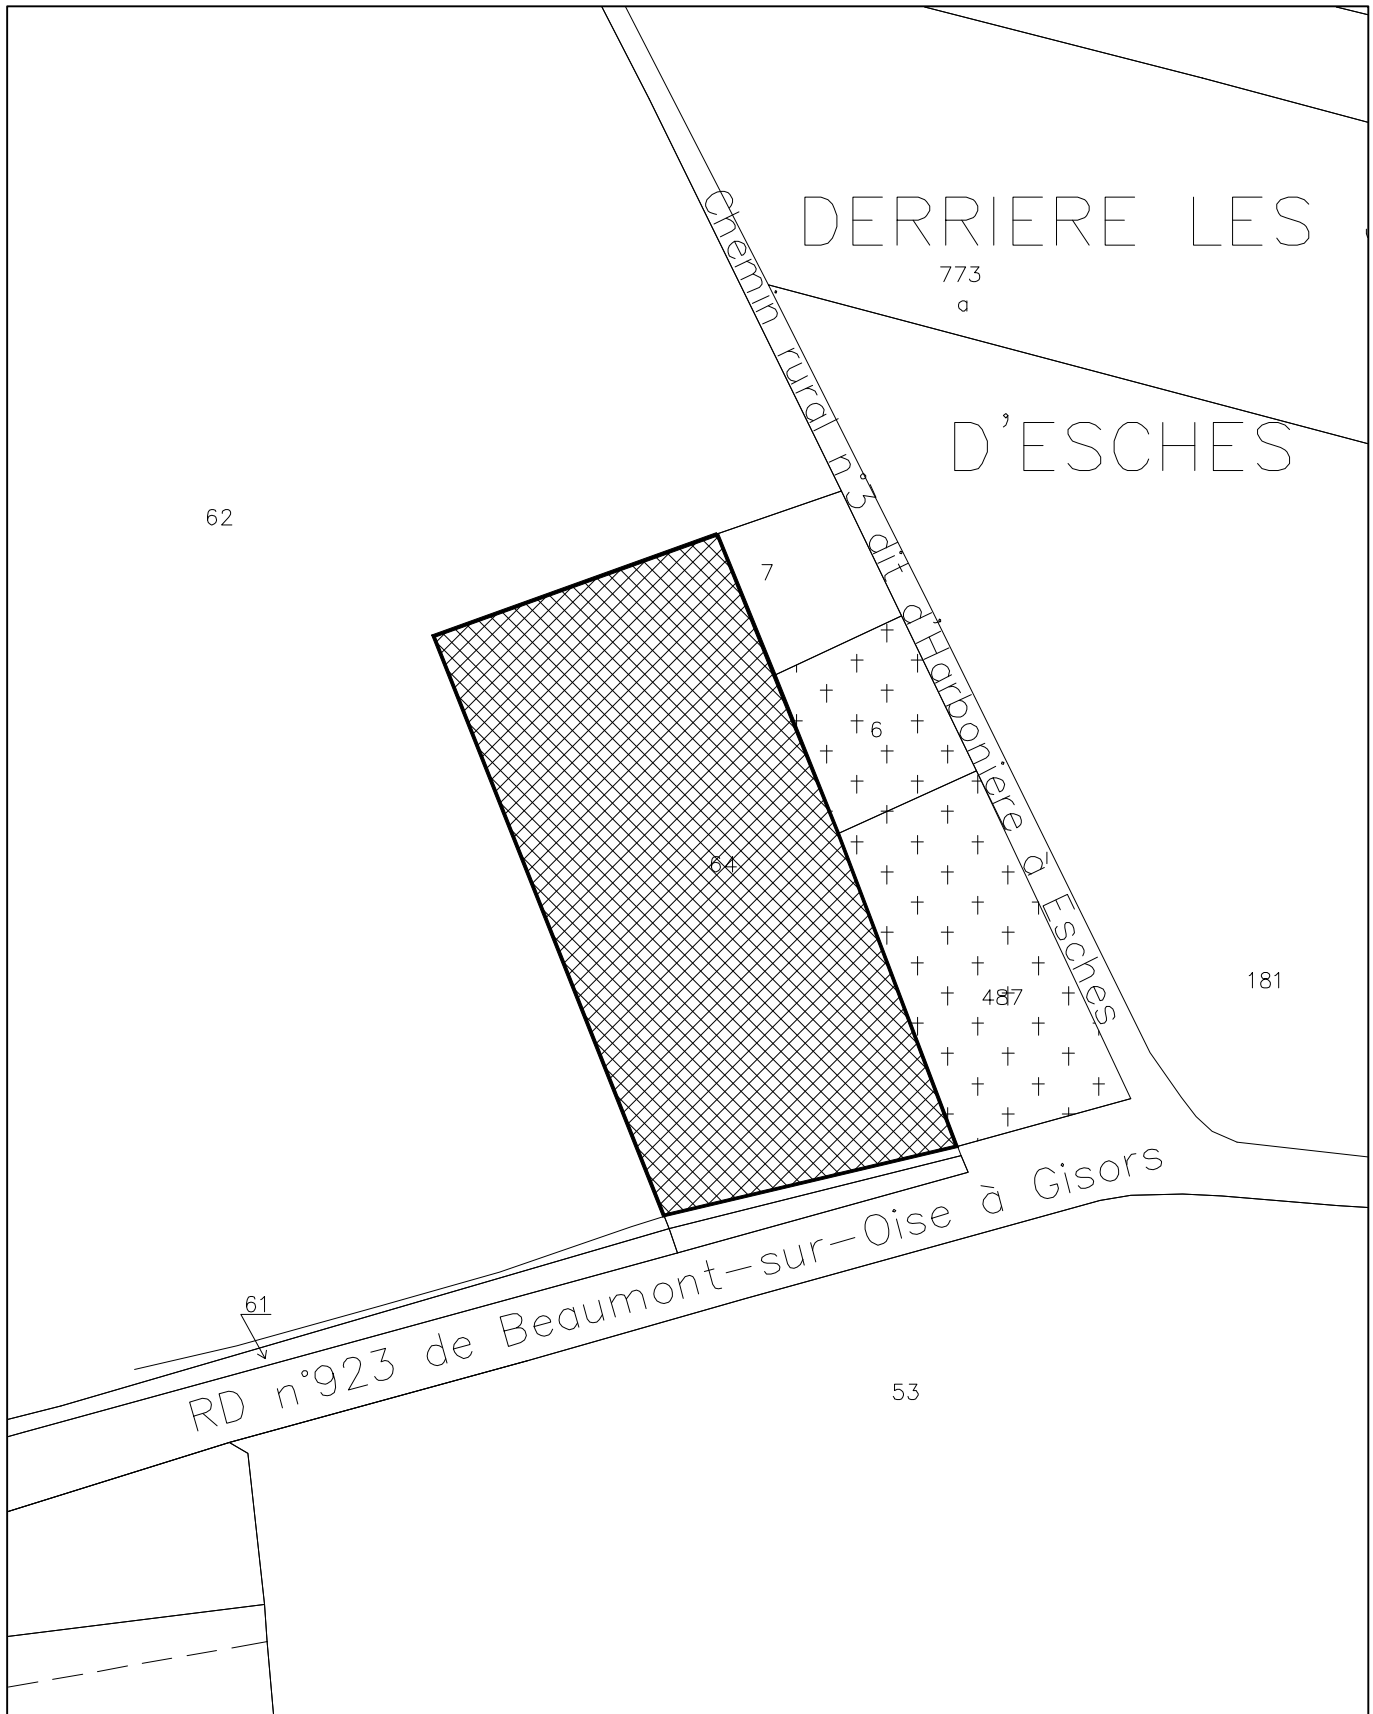 DERRIERE LES
773
a
D'ESCHES
Chemin rural n°3 dit d'Harbonière à Esches
62
7
6
64
487
181
61
RD n°923 de Beaumont-sur-Oise à Gisors
53